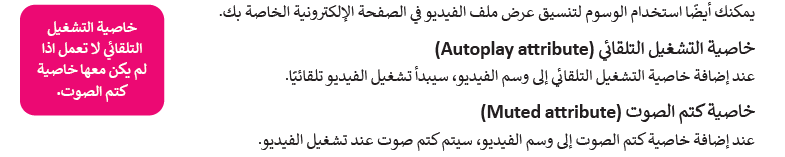 يمكنك أيضًا استخدام الوسوم لتنسيق عرض ملف الفيديو في الصفحة الإلكترونية الخاصة بك.
خاصية التشغيل التلقائي (Autoplay attribute)
عند إضافة خاصية التشغيل التلقائي إلى وسم الفيديو، سيبدأ تشغيل الفيديو تلقائيًا.
خاصية كتم الصوت (Muted attribute)
عند إضافة خاصية كتم الصوت إلى وسم الفيديو، سيتم كتم صوت عند تشغيل الفيديو.
خاصية التشغيل
التلقائي لا تعمل اذا
لم يكن معها خاصية
كتم الصوت.